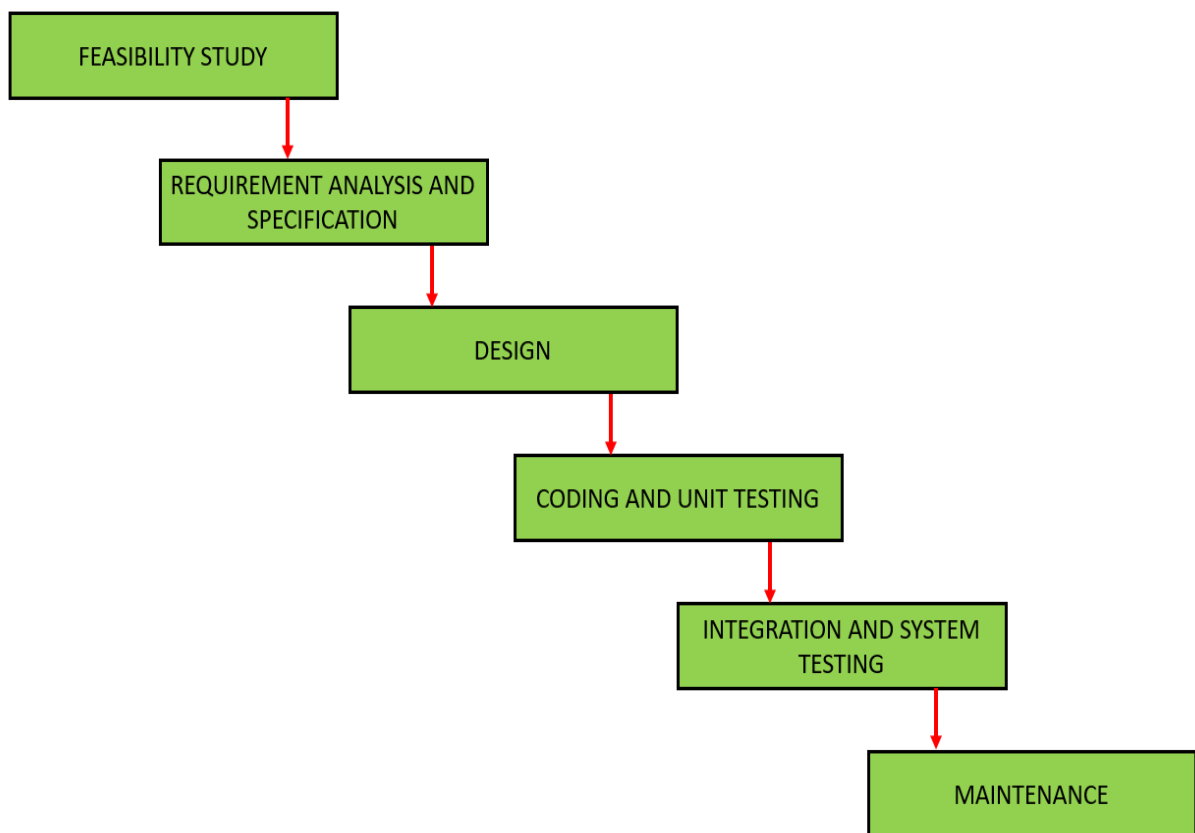 FEASIBILITY STUDY
REQUIREMENT ANALYSIS AND
SPECIFICATION
DESIGN
CODING AND UNIT TESTING
INTEGRATION AND SYSTEM
TESTING
MAINTENANCE